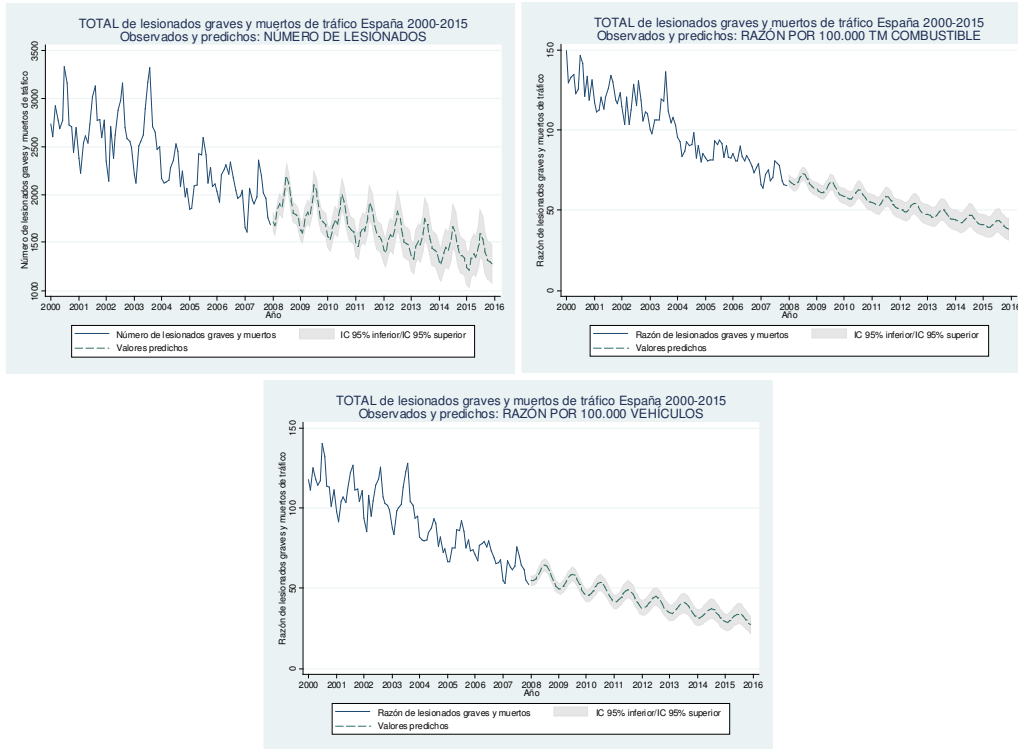 TOTAL de lesionados graves y muertos de tráfico España 2000-2015
Observados y predichos: NÚMERO DE LESIONADOS
Número de lesionados graves y muertos de tráfico
3500
3000
2500
2000
1500
1000
2000 2001 2002 2003 2004 2005 2006 2007 2008 2009 2010 2011 2012 2013 2014 2015 2016
Año
Número de lesionados graves y muertos
IC 95% inferior/IC 95% superior
Valores predichos
TOTAL de lesionados graves y muertos de tráfico España 2000-2015
Observados y predichos: RAZÓN POR 100.000 TM COMBUSTIBLE
Razón de lesionados graves y muertos de tráfico
150
100
50
0
2000 2001 2002 2003 2004 2005 2006 2007 2008 2009 2010 2011 2012 2013 2014 2015 2016
Año
Razón de lesionados graves y muertos
IC 95% inferior/IC 95% superior
Valores predichos
TOTAL de lesionados graves y muertos de tráfico España 2000-2015
Observados y predichos: RAZÓN POR 100.000 VEHÍCULOS
Razón de lesionados graves y muertos de tráfico
150
100
50
0
2000 2001 2002 2003 2004 2005 2006 2007 2008 2009 2010 2011 2012 2013 2014 2015 2016
Año
Razón de lesionados graves y muertos
IC 95% inferior/IC 95% superior
Valores predichos